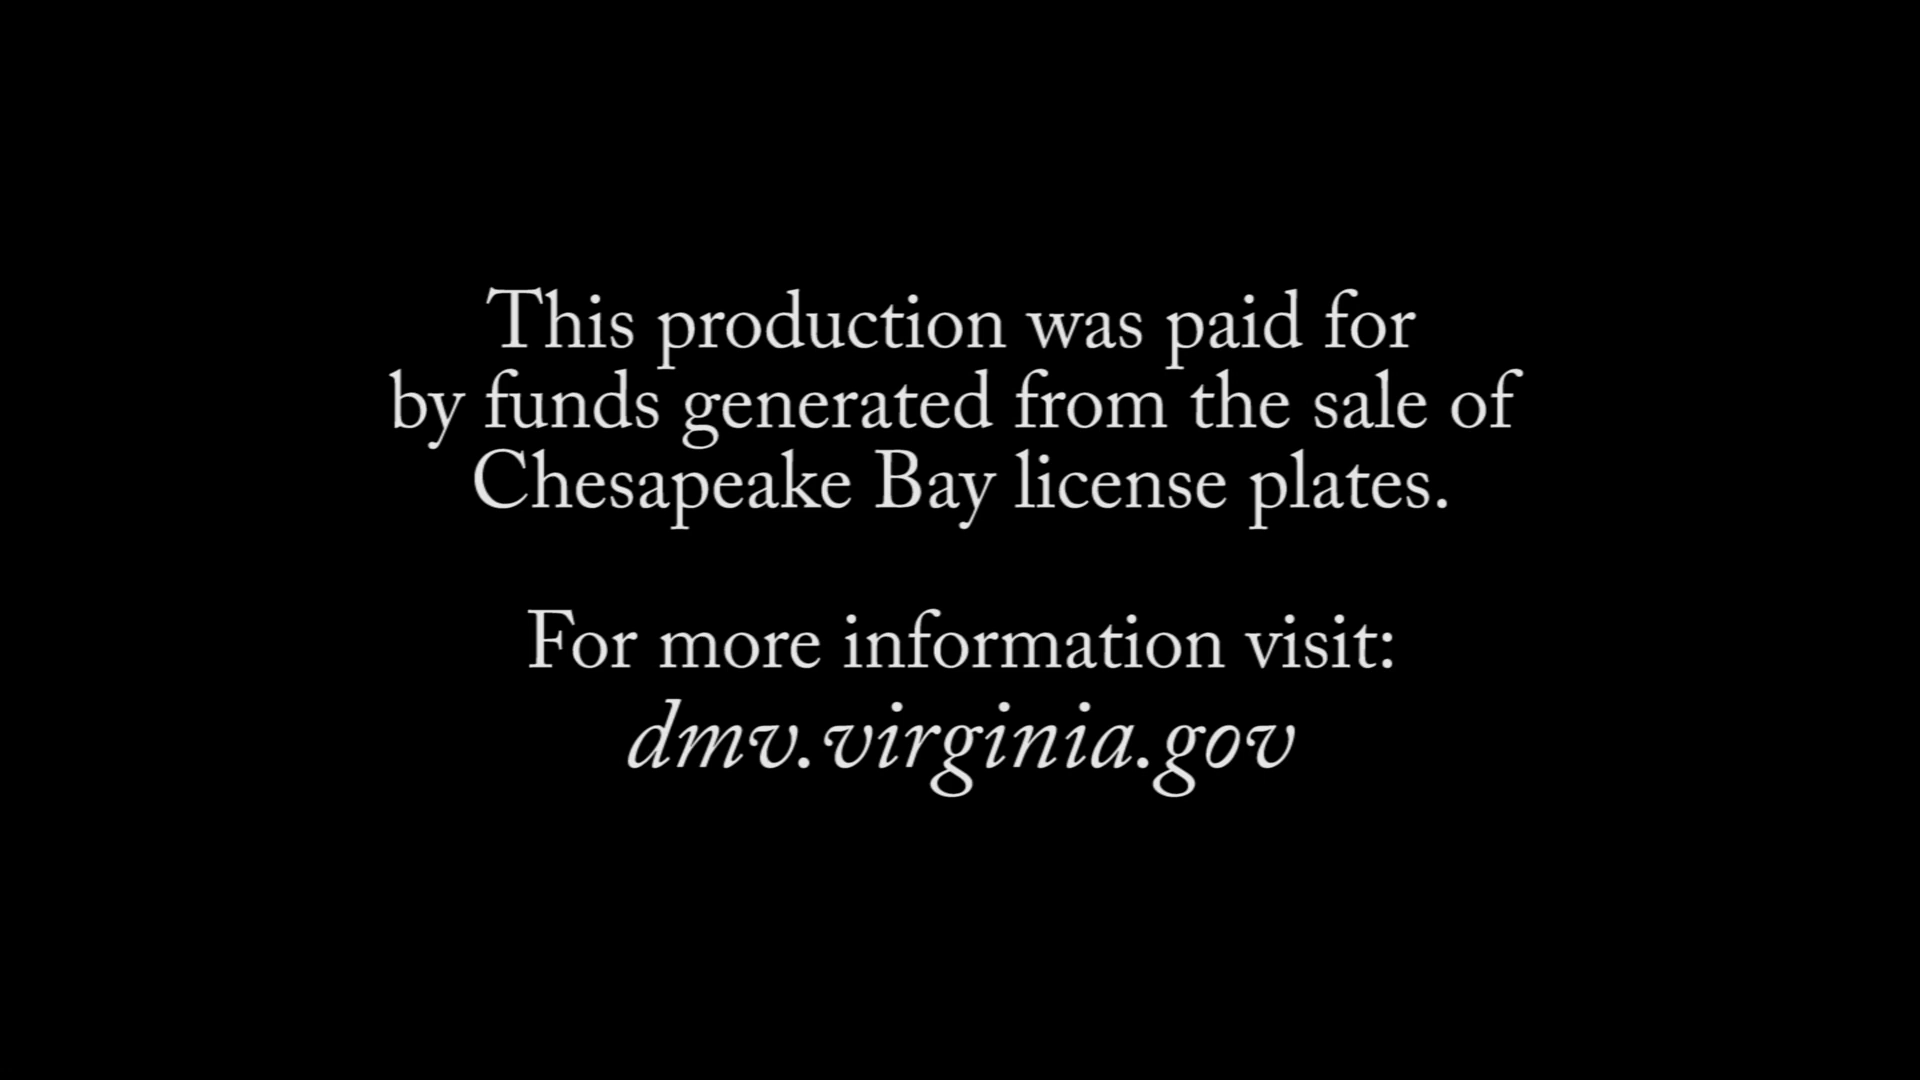 This production was paid for
by funds generated from the sale of
Chesapeake Bay license plates.
For more information visit:
dmv.virginia.gov